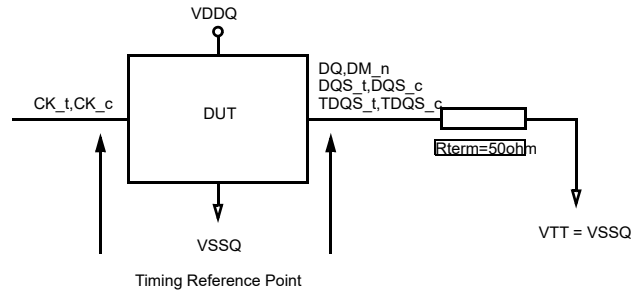 VDDQ
DQ,DM_n
DQS_t,DQS_c
CK_t,CK_c
TDQS_t,TDQS_c
DUT
Rterm=50ohm
VSSQ
VTT = VSSQ
Timing Reference Point